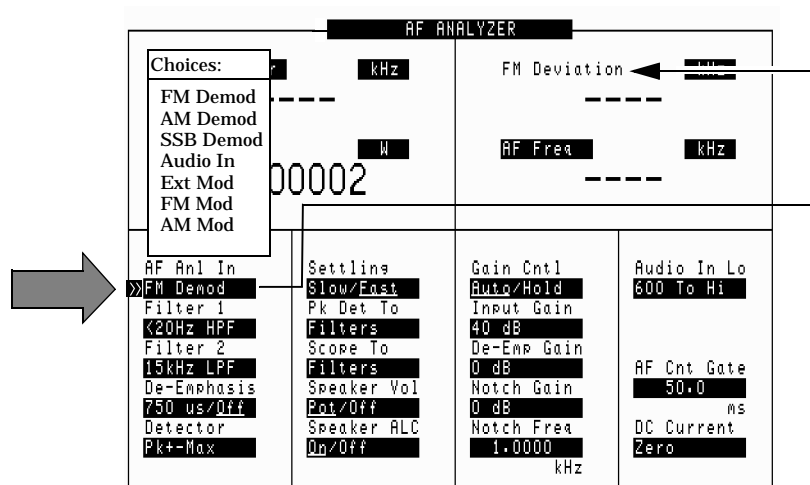 AF ANALYZER
Choices:
FM Demod
AM Demod
SSB Demod
Audio In
Ext Mod
FM Mod
AM Mod
r kHz
----
W
00002
FM Deviation kHz
----
AF Freq kHz
----
AF Anl In
»FM Demod
Filter 1
<20Hz HPF
Filter 2
15kHz LPF
De-Emphasis
750 us/Off
Detector
Pk+-Max
Settling
Slow/Fast
Pk Det To
Filters
Scope To
Filters
Speaker Vol
Pot/Off
Speaker ALC
On/Off
Gain Cntl
Auto/Hold
Input Gain
40 dB
De-Emp Gain
0 dB
Notch Gain
0 dB
Notch Freq
1.0000
kHz
Audio In Lo
600 To Hi
AF Cnt Gate
50.0
ms
DC Current
Zero